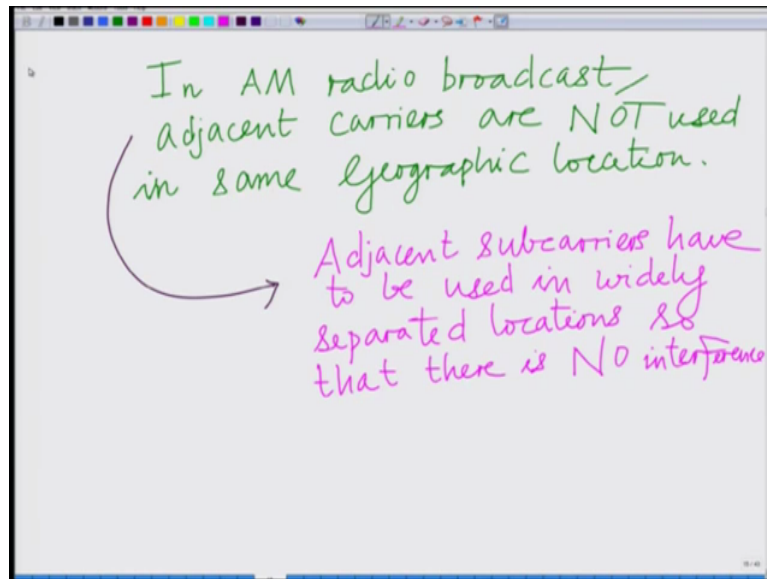 In AM radio broadcast,
adjacent carriers are NOT used
in same Geographic location.
Adjacent subcarriers have
to be used in widely
separated locations so
that there is NO interference